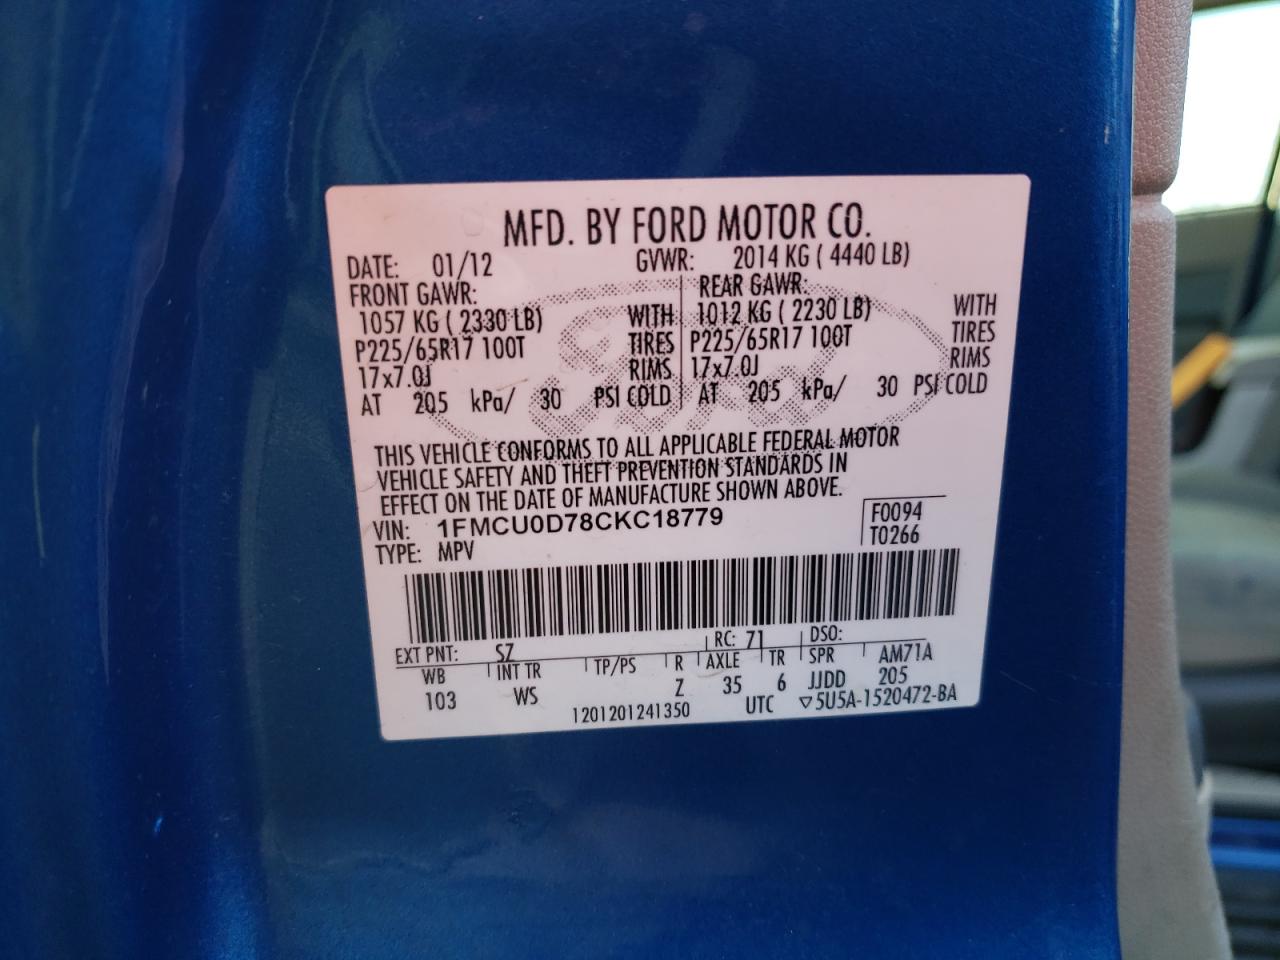 MFD. BY FORD MOTOR CO.
DATE: 01/12 GVWR: 2014 KG ( 4440 LB)
FRONT GAWR: REAR GAWR:
1057 KG ( 2330 LB) WITH 1012 KG ( 2230 LB) WITH
P225/65R17 100T TIRES P225/65R17 100T TIRES
17x7.0J RIMS 17x7.0J RIMS
AT 205 kPa/ 30 PSI COLD AT 205 kPa/ 30 PSI COLD
Ford
THIS VEHICLE CONFORMS TO ALL APPLICABLE FEDERAL MOTOR
VEHICLE SAFETY AND THEFT PREVENTION STANDARDS IN
EFFECT ON THE DATE OF MANUFACTURE SHOWN ABOVE.
VIN: 1FMCU0D78CKC18779 F0094
TYPE: MPV T0266
EXT PNT: SZ RC: 71 DSO:
WB INT TR TP/PS R AXLE TR SPR AM71A
103 WS Z 35 6 JJDD 205
1201201241350 UTC ▽5U5A-1520472-BA